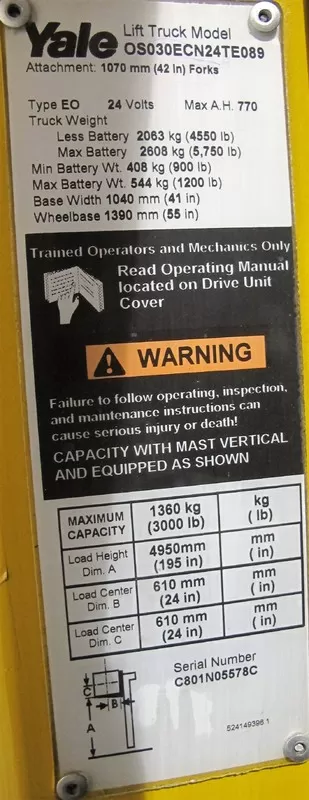 Yale Lift Truck Model
OS030ECN24TE089
Attachment: 1070 mm (42 in) Forks
Type EO 24 Volts Max A.H. 770
Truck Weight
Less Battery 2063 kg (4550 lb)
Max Battery 2608 kg (5,750 lb)
Min Battery Wt. 408 kg (900 lb)
Max Battery Wt. 544 kg (1200 lb)
Base Width 1040 mm (41 in)
Wheelbase 1390 mm (55 in)
Trained Operators and Mechanics Only
Read Operating Manual
located on Drive Unit
Cover
WARNING
Failure to follow operating, inspection,
and maintenance instructions can
cause serious injury or death!
CAPACITY WITH MAST VERTICAL
AND EQUIPPED AS SHOWN
MAXIMUM CAPACITY 1360 kg (3000 lb) kg ( lb)
Load Height Dim. A 4950mm (195 in) mm ( in)
Load Center Dim. B 610 mm (24 in) mm ( in)
Load Center Dim. C 610 mm (24 in) mm ( in)
Serial Number
C801N05578C
C
B
A
524149396 1